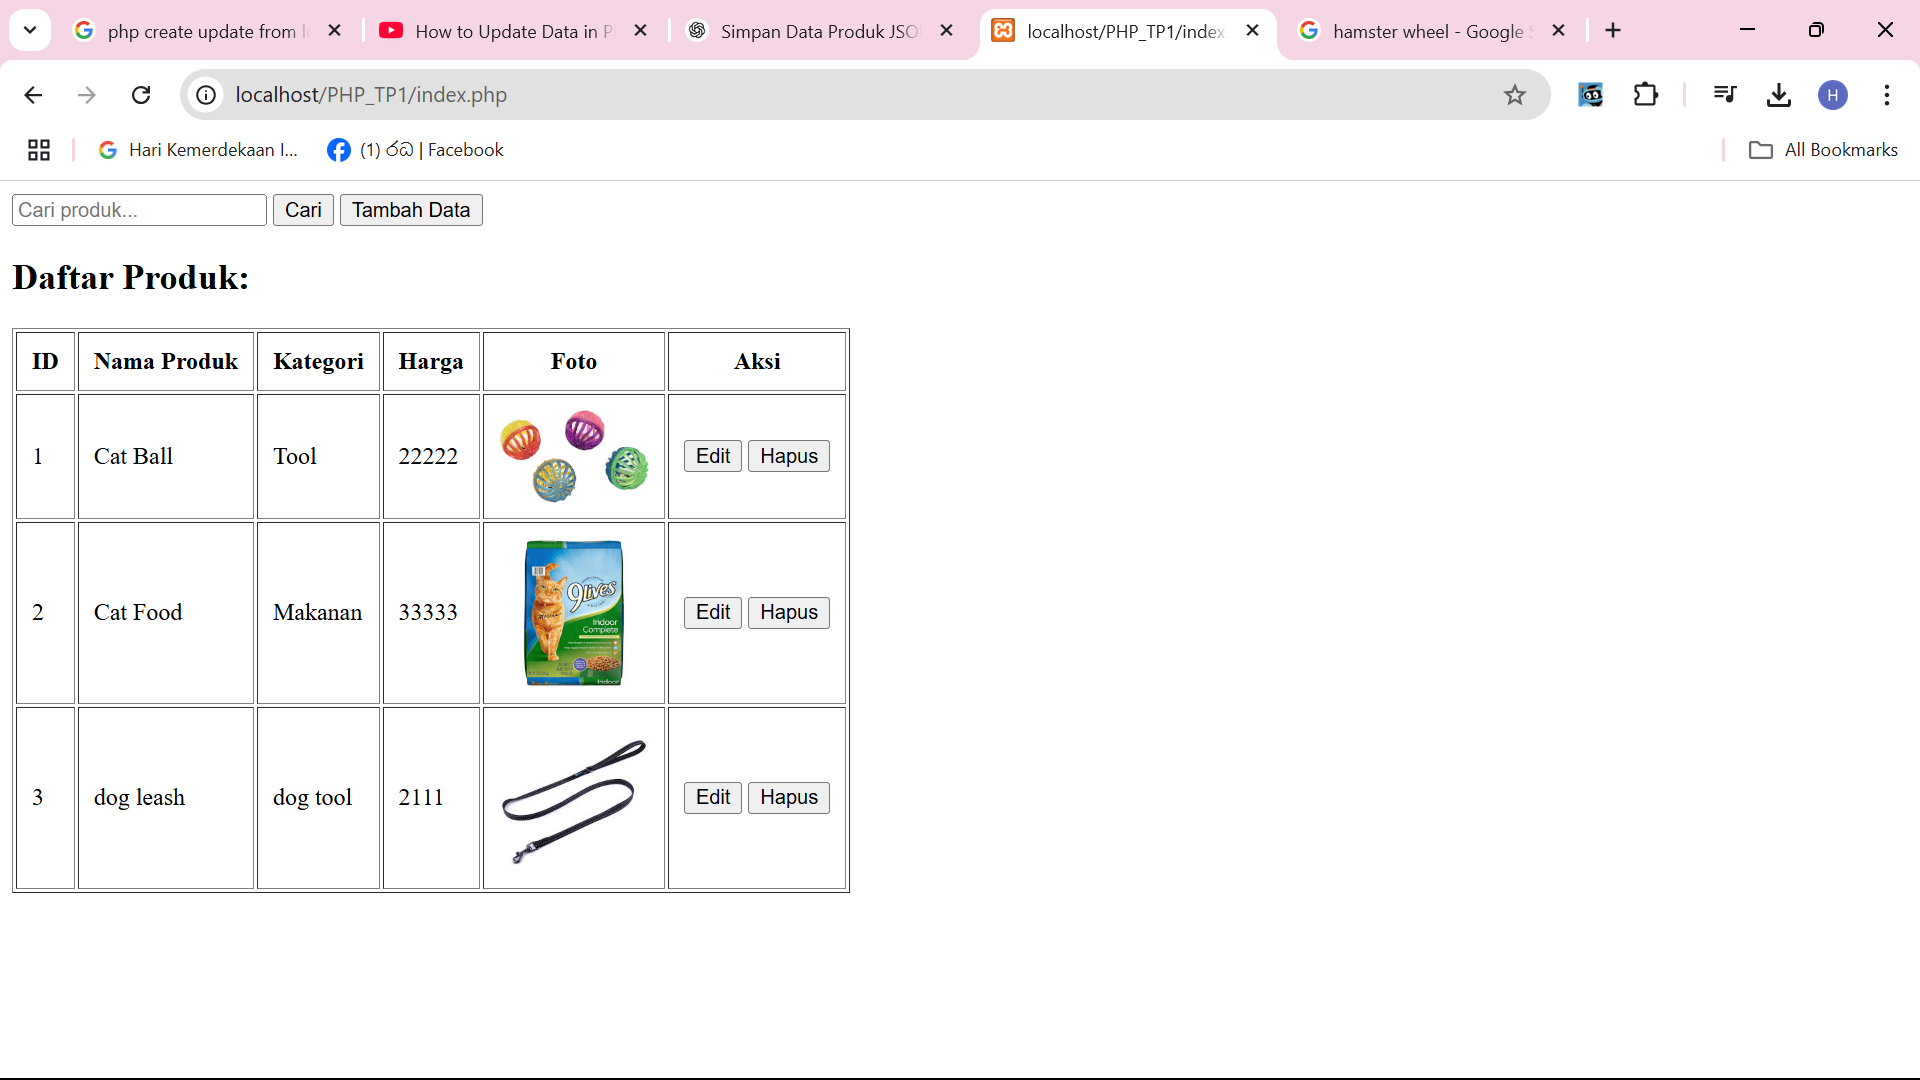 php create update from l
How to Update Data in P
Simpan Data Produk JSO
localhost/PHP_TP1/index
hamster wheel - Google S
localhost/PHP_TP1/index.php
H
Hari Kemerdekaan I...
(1) රඩ | Facebook
All Bookmarks
Cari produk...
Cari
Tambah Data
Daftar Produk:
ID Nama Produk Kategori Harga Foto Aksi
1 Cat Ball Tool 22222 Edit Hapus
2 Cat Food Makanan 33333 Edit Hapus
9Lives
Indoor
Complete
Indoor
3 dog leash dog tool 2111 Edit Hapus